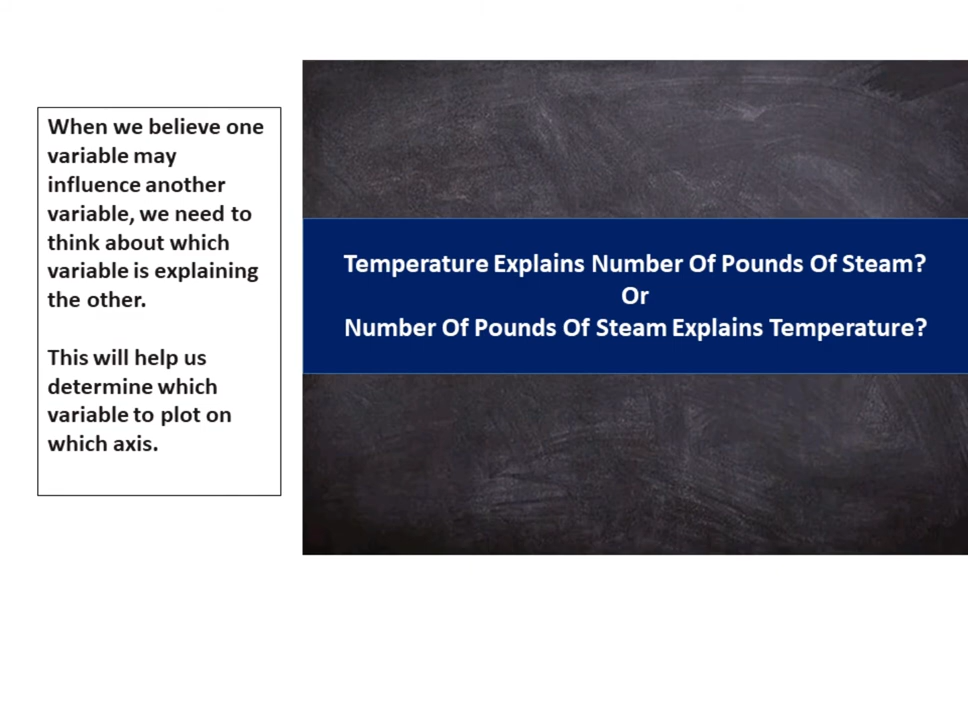 When we believe one
variable may
influence another
variable, we need to
think about which
variable is explaining
the other.
This will help us
determine which
variable to plot on
which axis.
Temperature Explains Number Of Pounds Of Steam?
Or
Number Of Pounds Of Steam Explains Temperature?